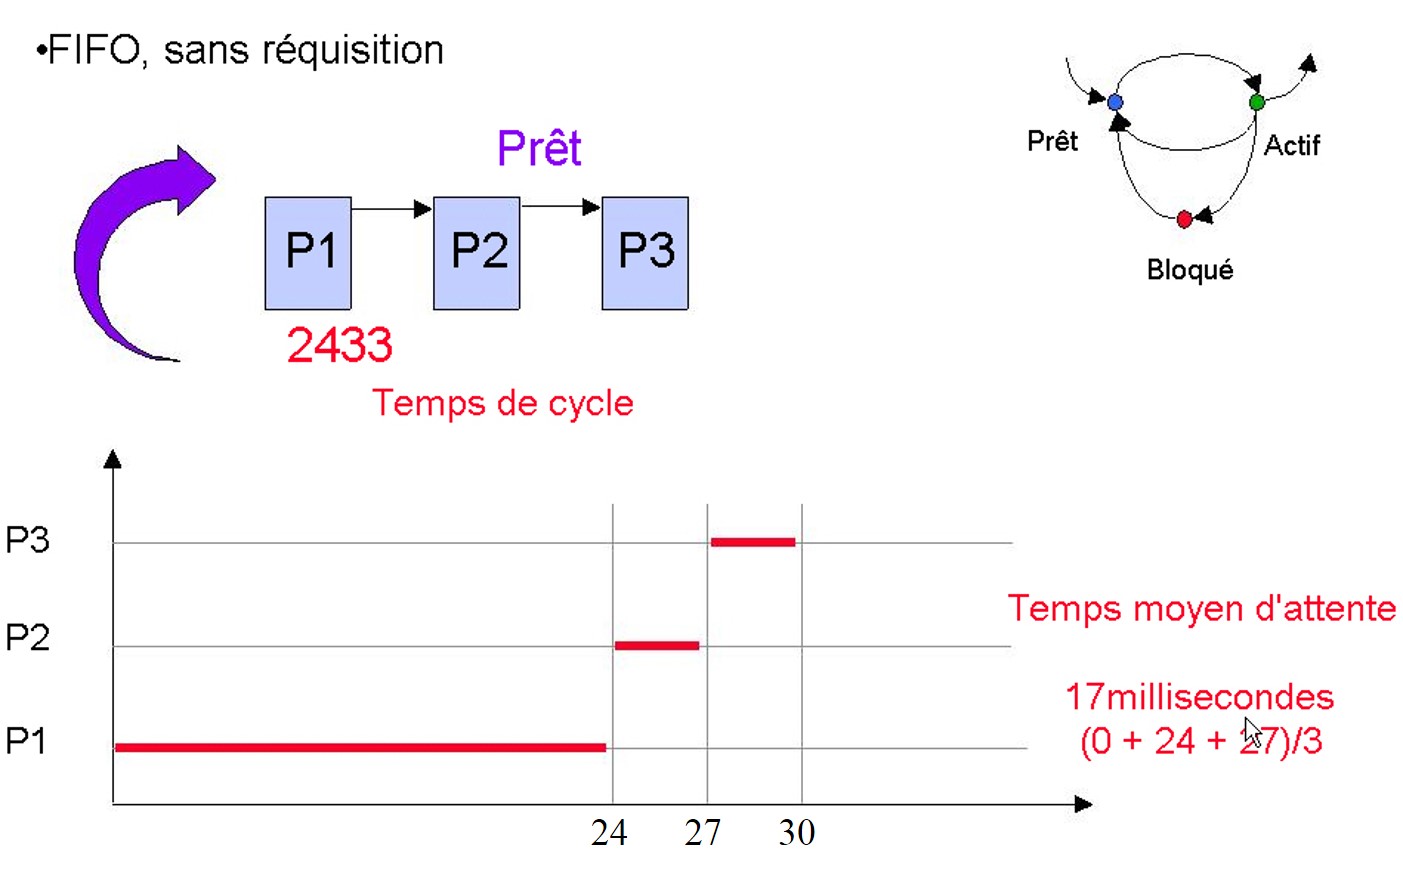 •FIFO, sans réquisition
Prêt
P1
P2
P3
2433
Temps de cycle
Prêt
Actif
Bloqué
P3
P2
P1
24
27
30
Temps moyen d'attente
17millisecondes
(0 + 24 + 27)/3